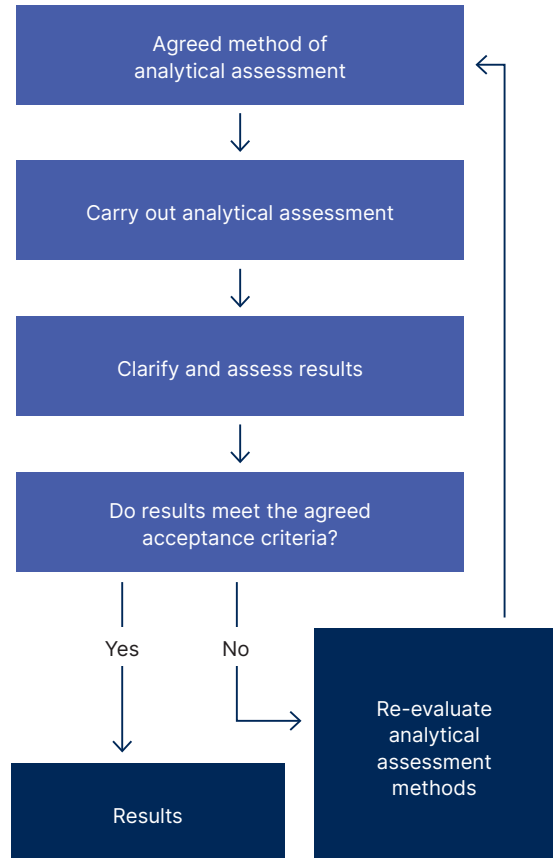 Agreed method of
analytical assessment
Carry out analytical assessment
Clarify and assess results
Do results meet the agreed
acceptance criteria?
Yes
No
Re-evaluate
analytical
assessment
methods
Results